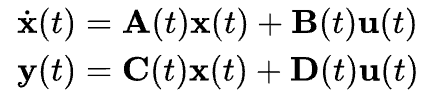 ẋ(t) = A(t)x(t) + B(t)u(t)
y(t) = C(t)x(t) + D(t)u(t)